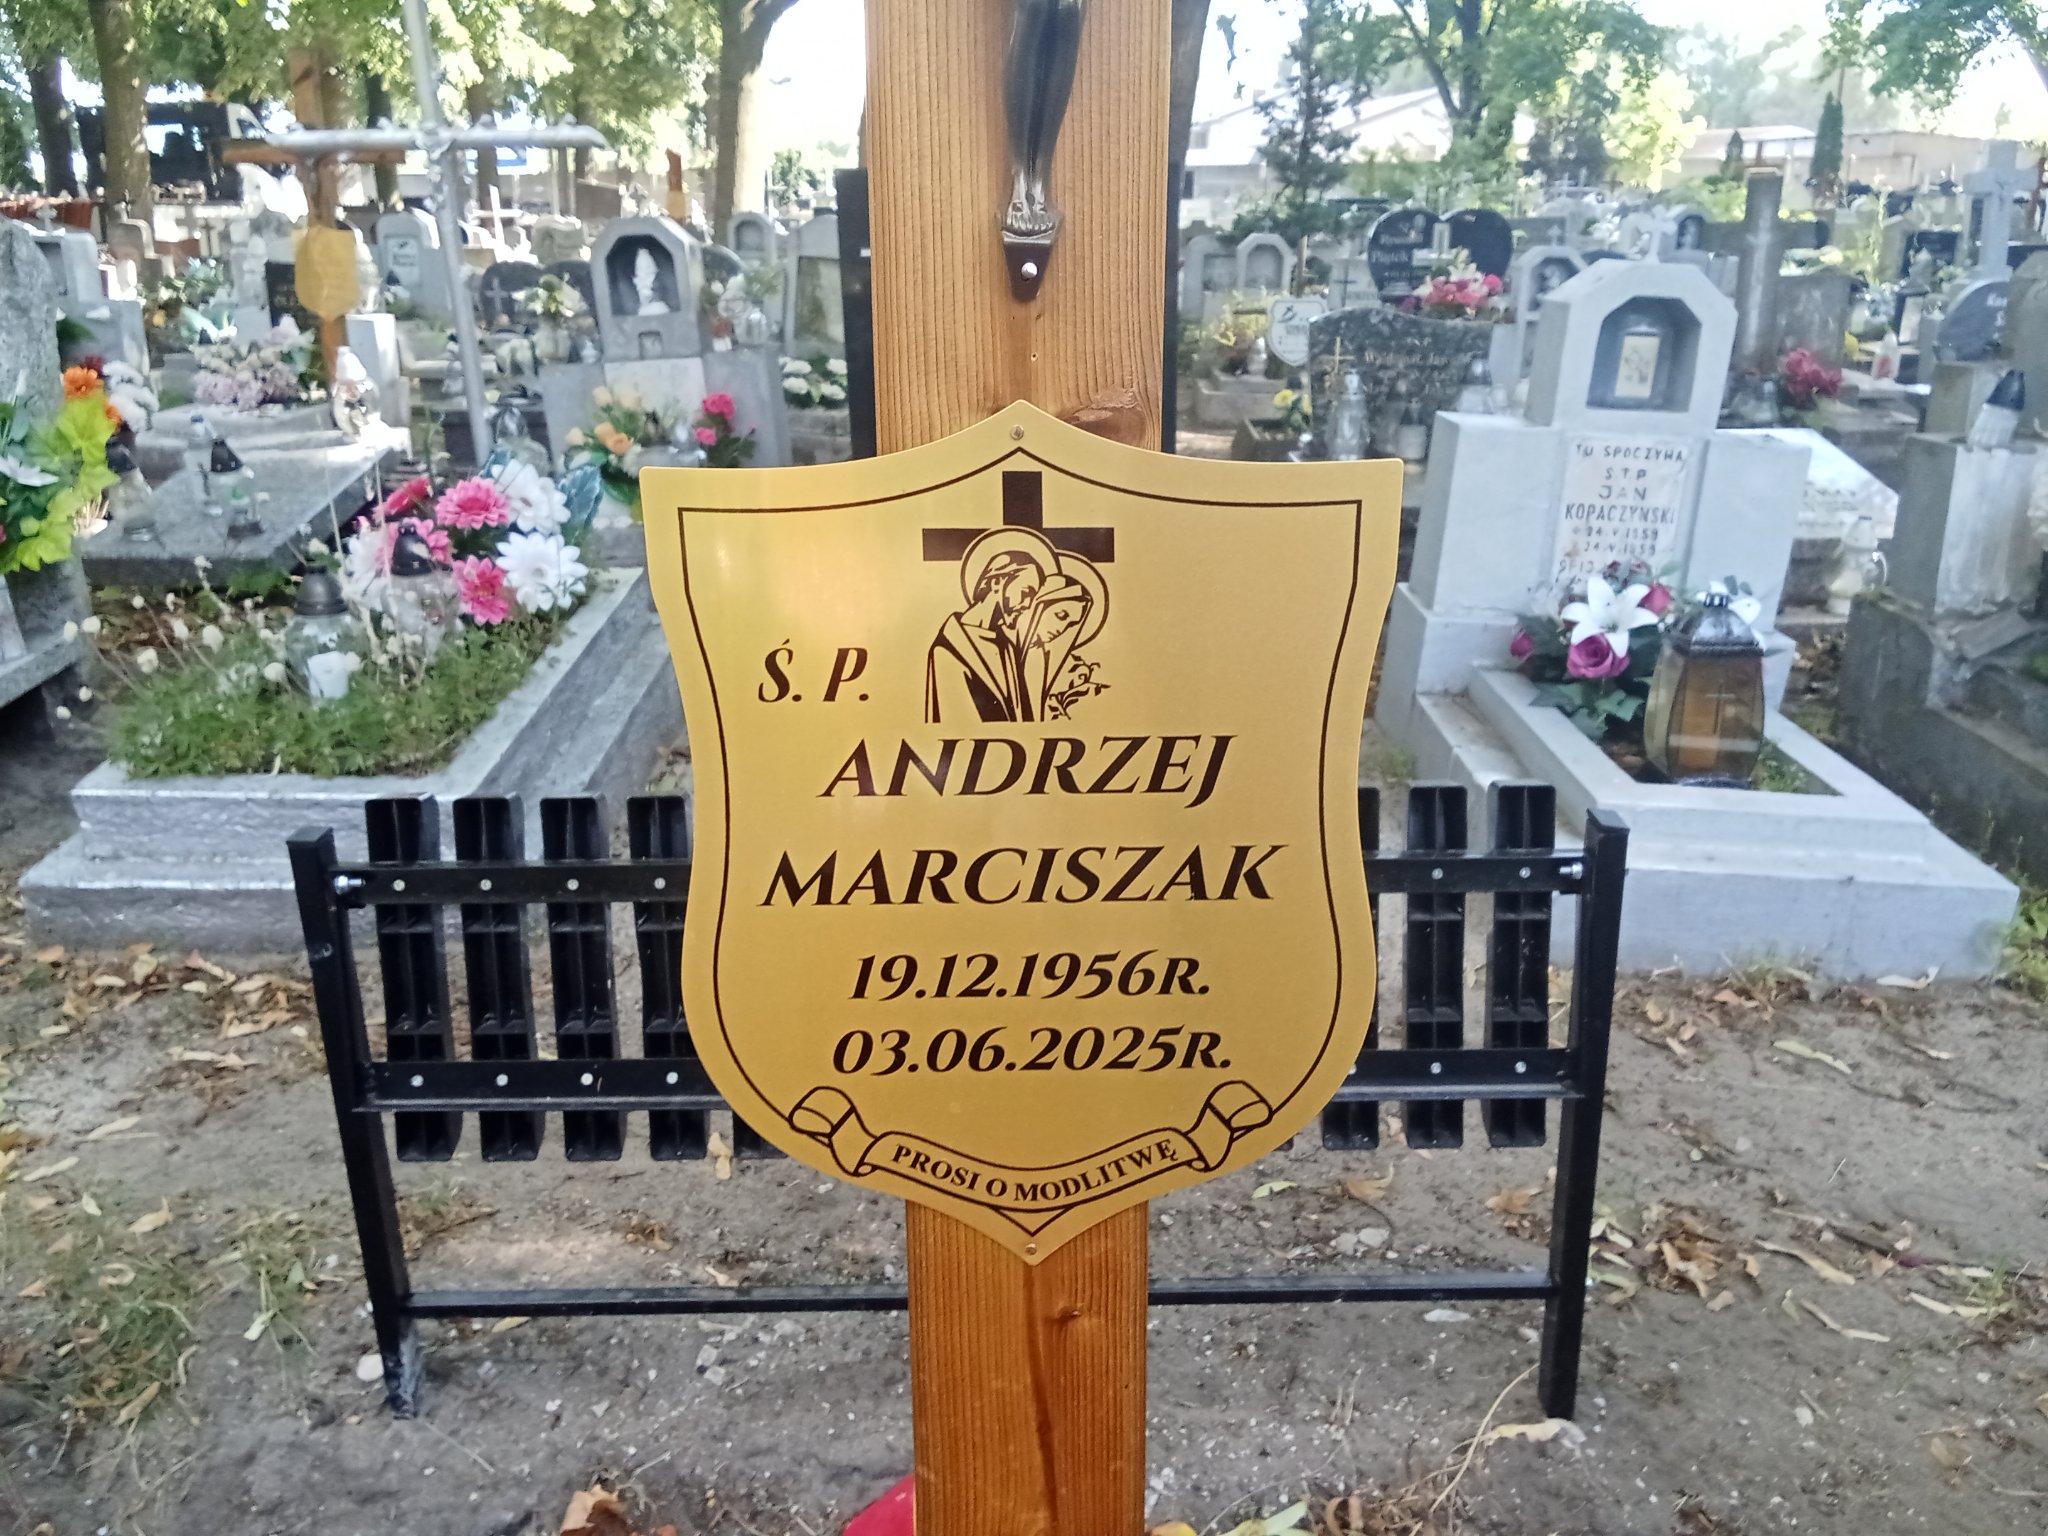 Ś. P.
ANDRZEJ
MARCISZAK
19.12.1956R.
03.06.2025R.
PROSI O MODLITWĘ
TU SPOCZYWA
Ś.T.P
JAN
KOPACZYŃSKI